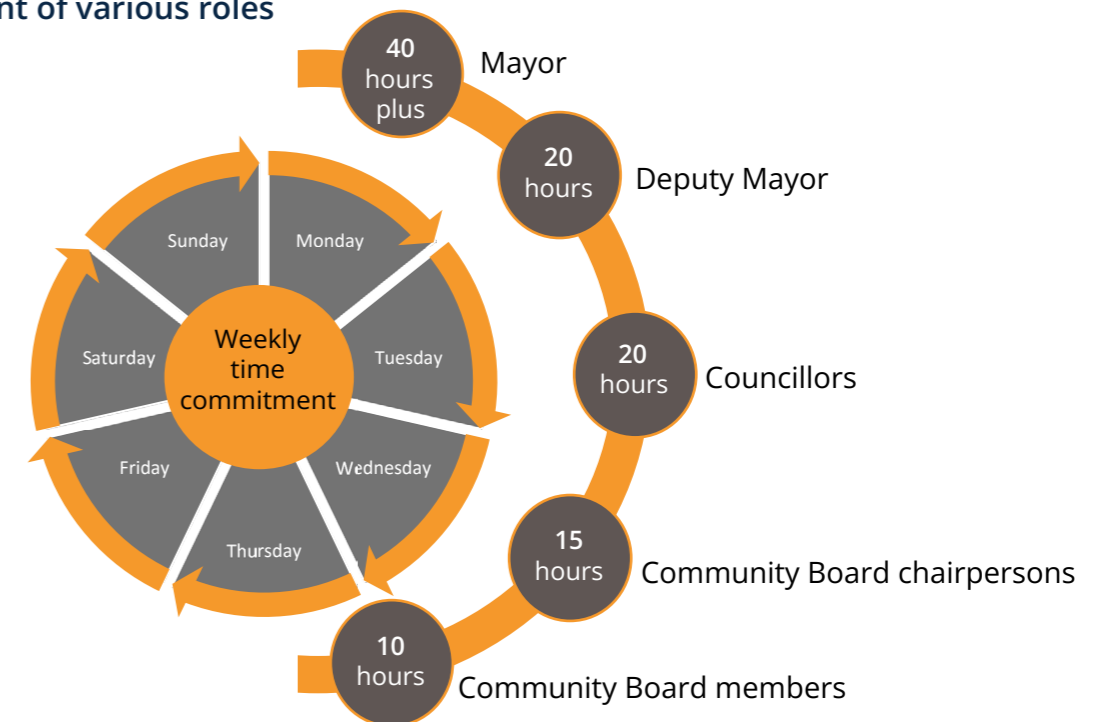 nt of various roles
40
hours
plus
Mayor
20
hours
Deputy Mayor
20
hours
Councillors
15
hours
Community Board chairpersons
10
hours
Community Board members
Weekly
time
commitment
Monday
Tuesday
Wednesday
Thursday
Friday
Saturday
Sunday